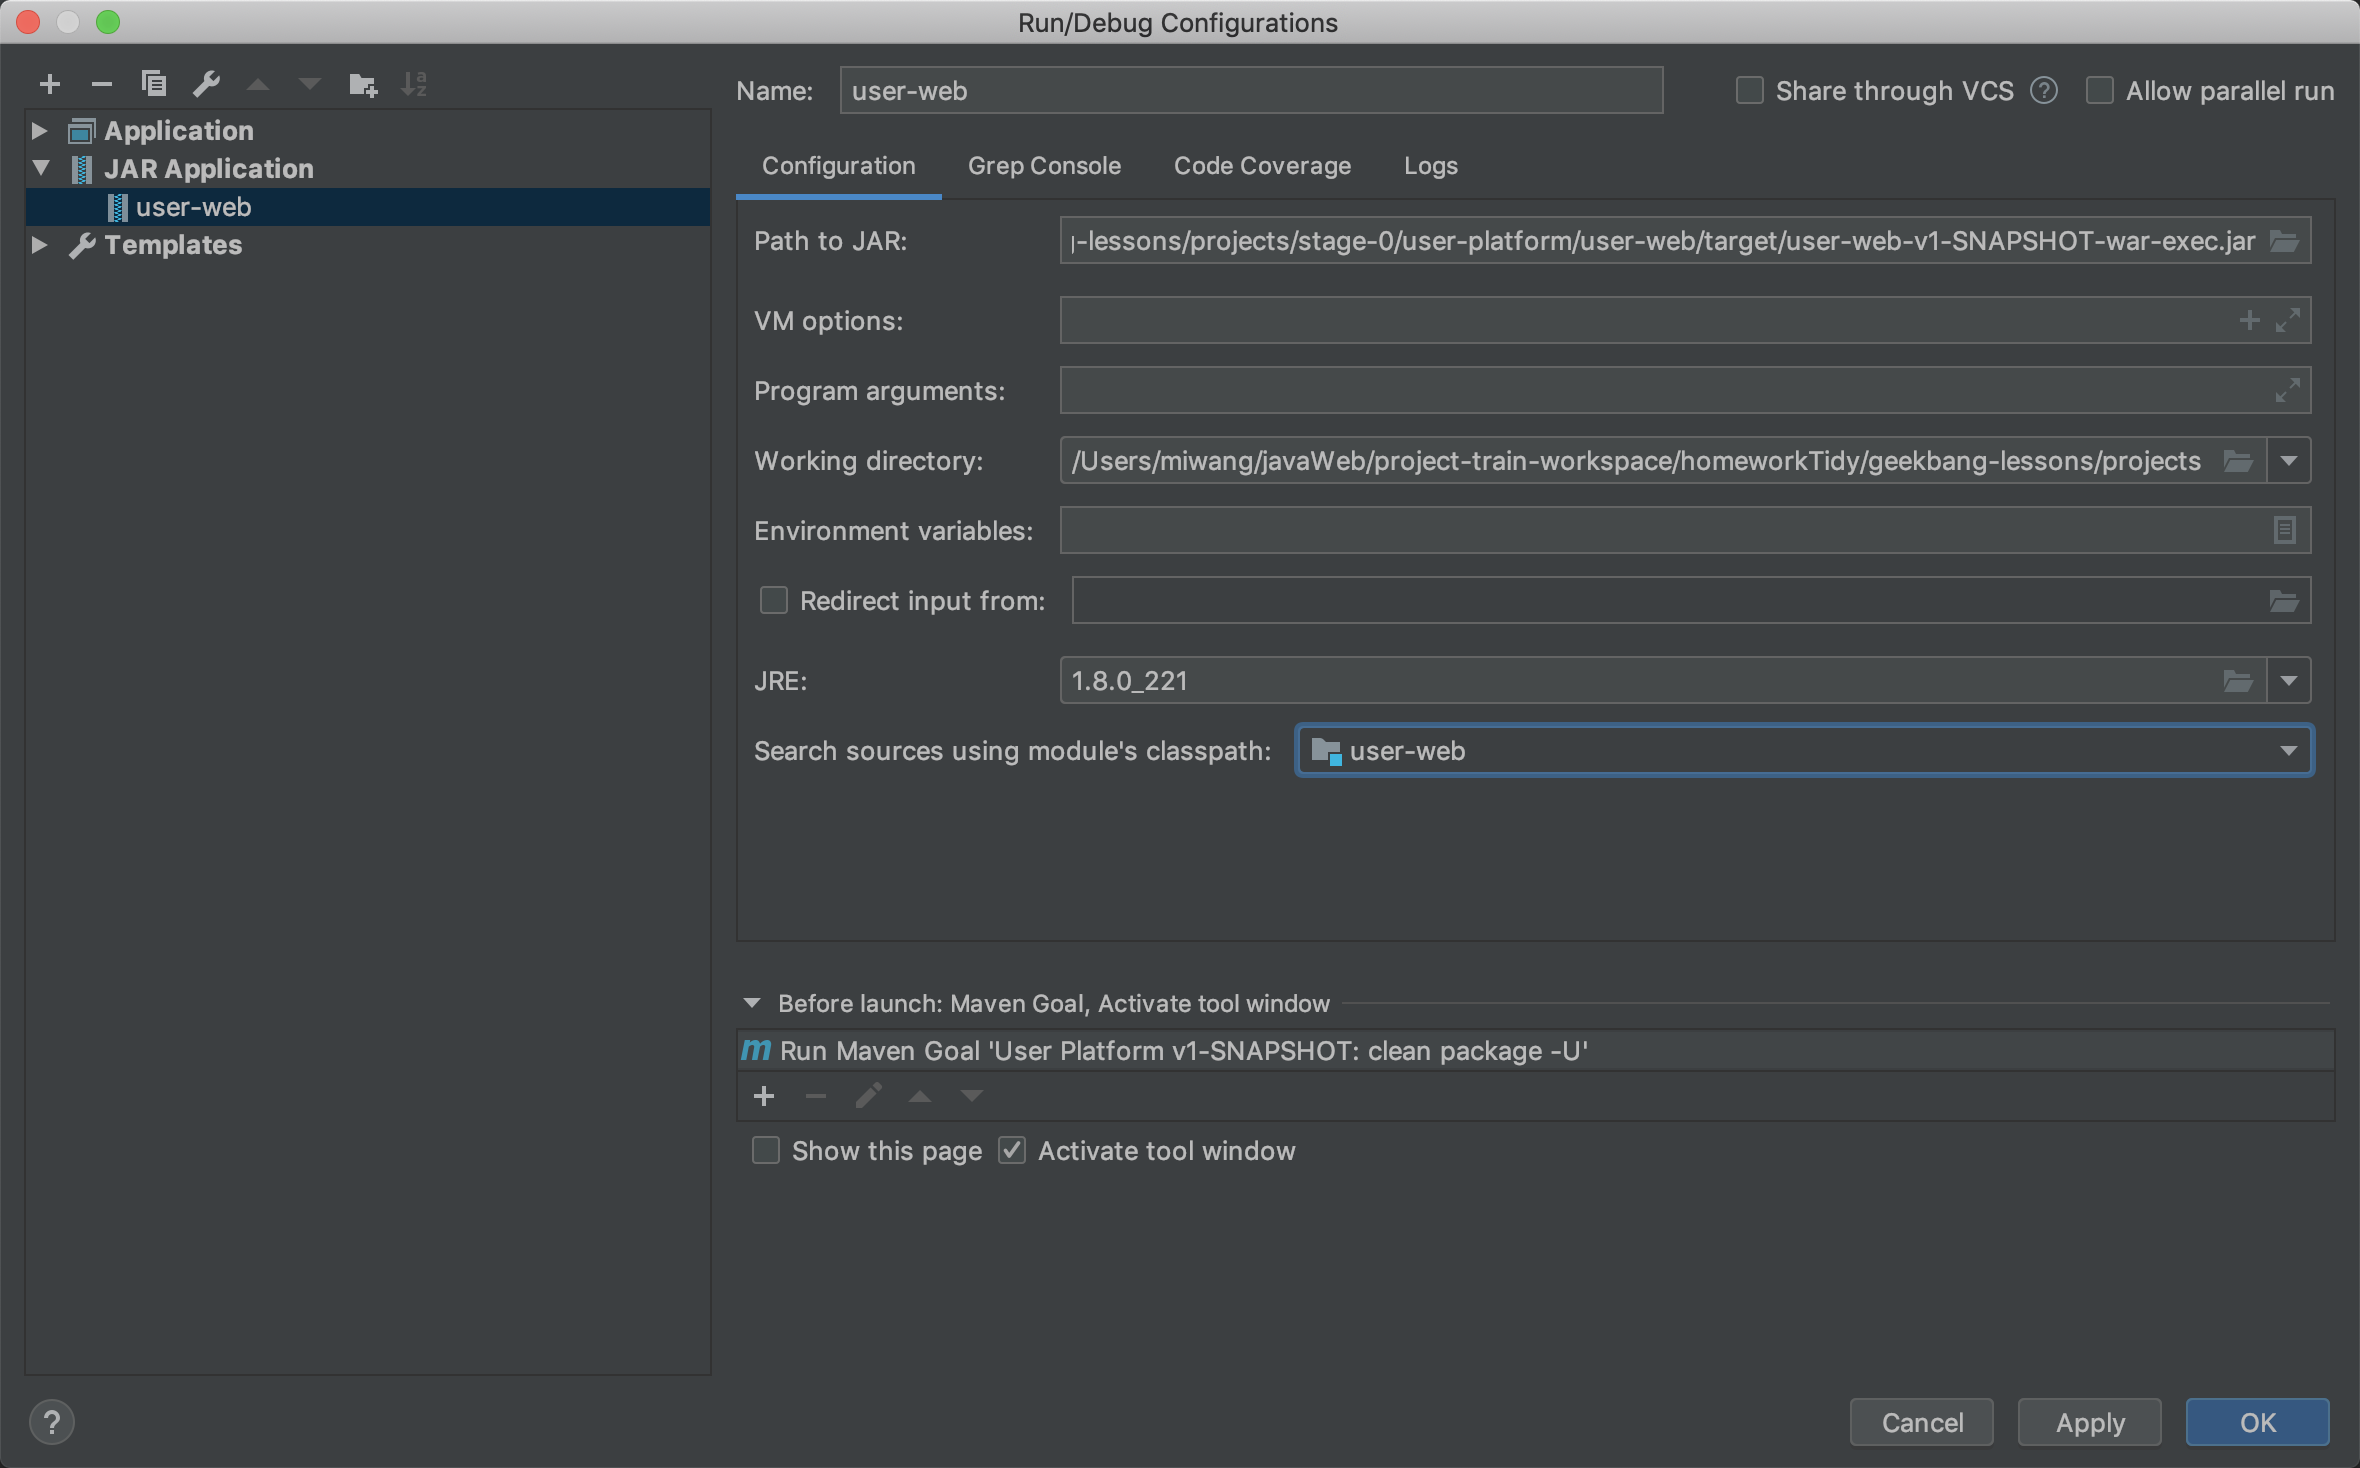 Run/Debug Configurations
Application
JAR Application
user-web
Templates
Name: user-web
Share through VCS ?
Allow parallel run
Configuration Grep Console Code Coverage Logs
Path to JAR: -lessons/projects/stage-0/user-platform/user-web/target/user-web-v1-SNAPSHOT-war-exec.jar
VM options:
Program arguments:
Working directory: /Users/miwang/javaWeb/project-train-workspace/homeworkTidy/geekbang-lessons/projects
Environment variables:
Redirect input from:
JRE: 1.8.0_221
Search sources using module's classpath: user-web
Before launch: Maven Goal, Activate tool window
m Run Maven Goal 'User Platform v1-SNAPSHOT: clean package -U'
Show this page Activate tool window
? Cancel Apply OK